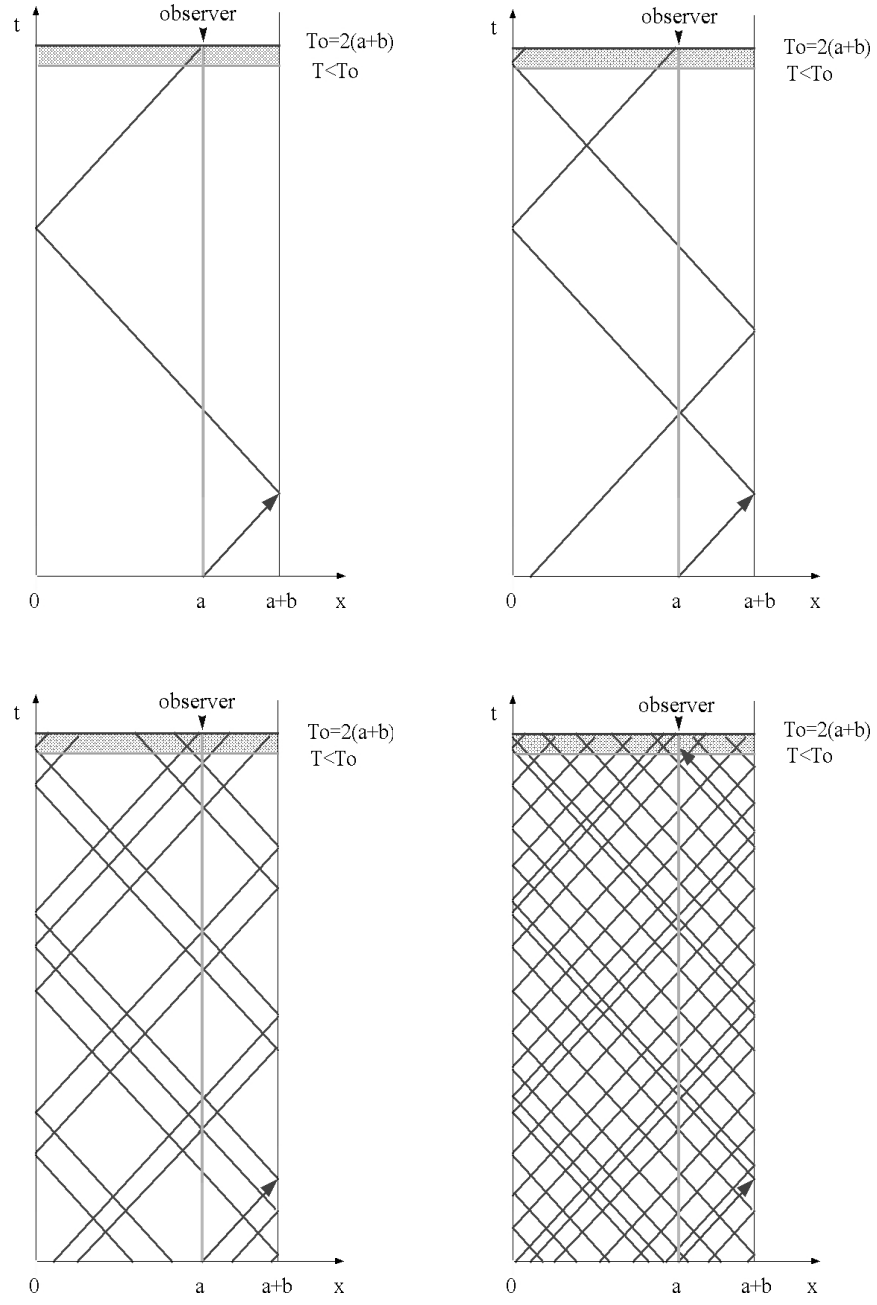 t
observer
To=2(a+b)
T<To
0
a
a+b
x
t
observer
To=2(a+b)
T<To
0
a
a+b
x
t
observer
To=2(a+b)
T<To
0
a
a+b
x
t
observer
To=2(a+b)
T<To
0
a
a+b
x